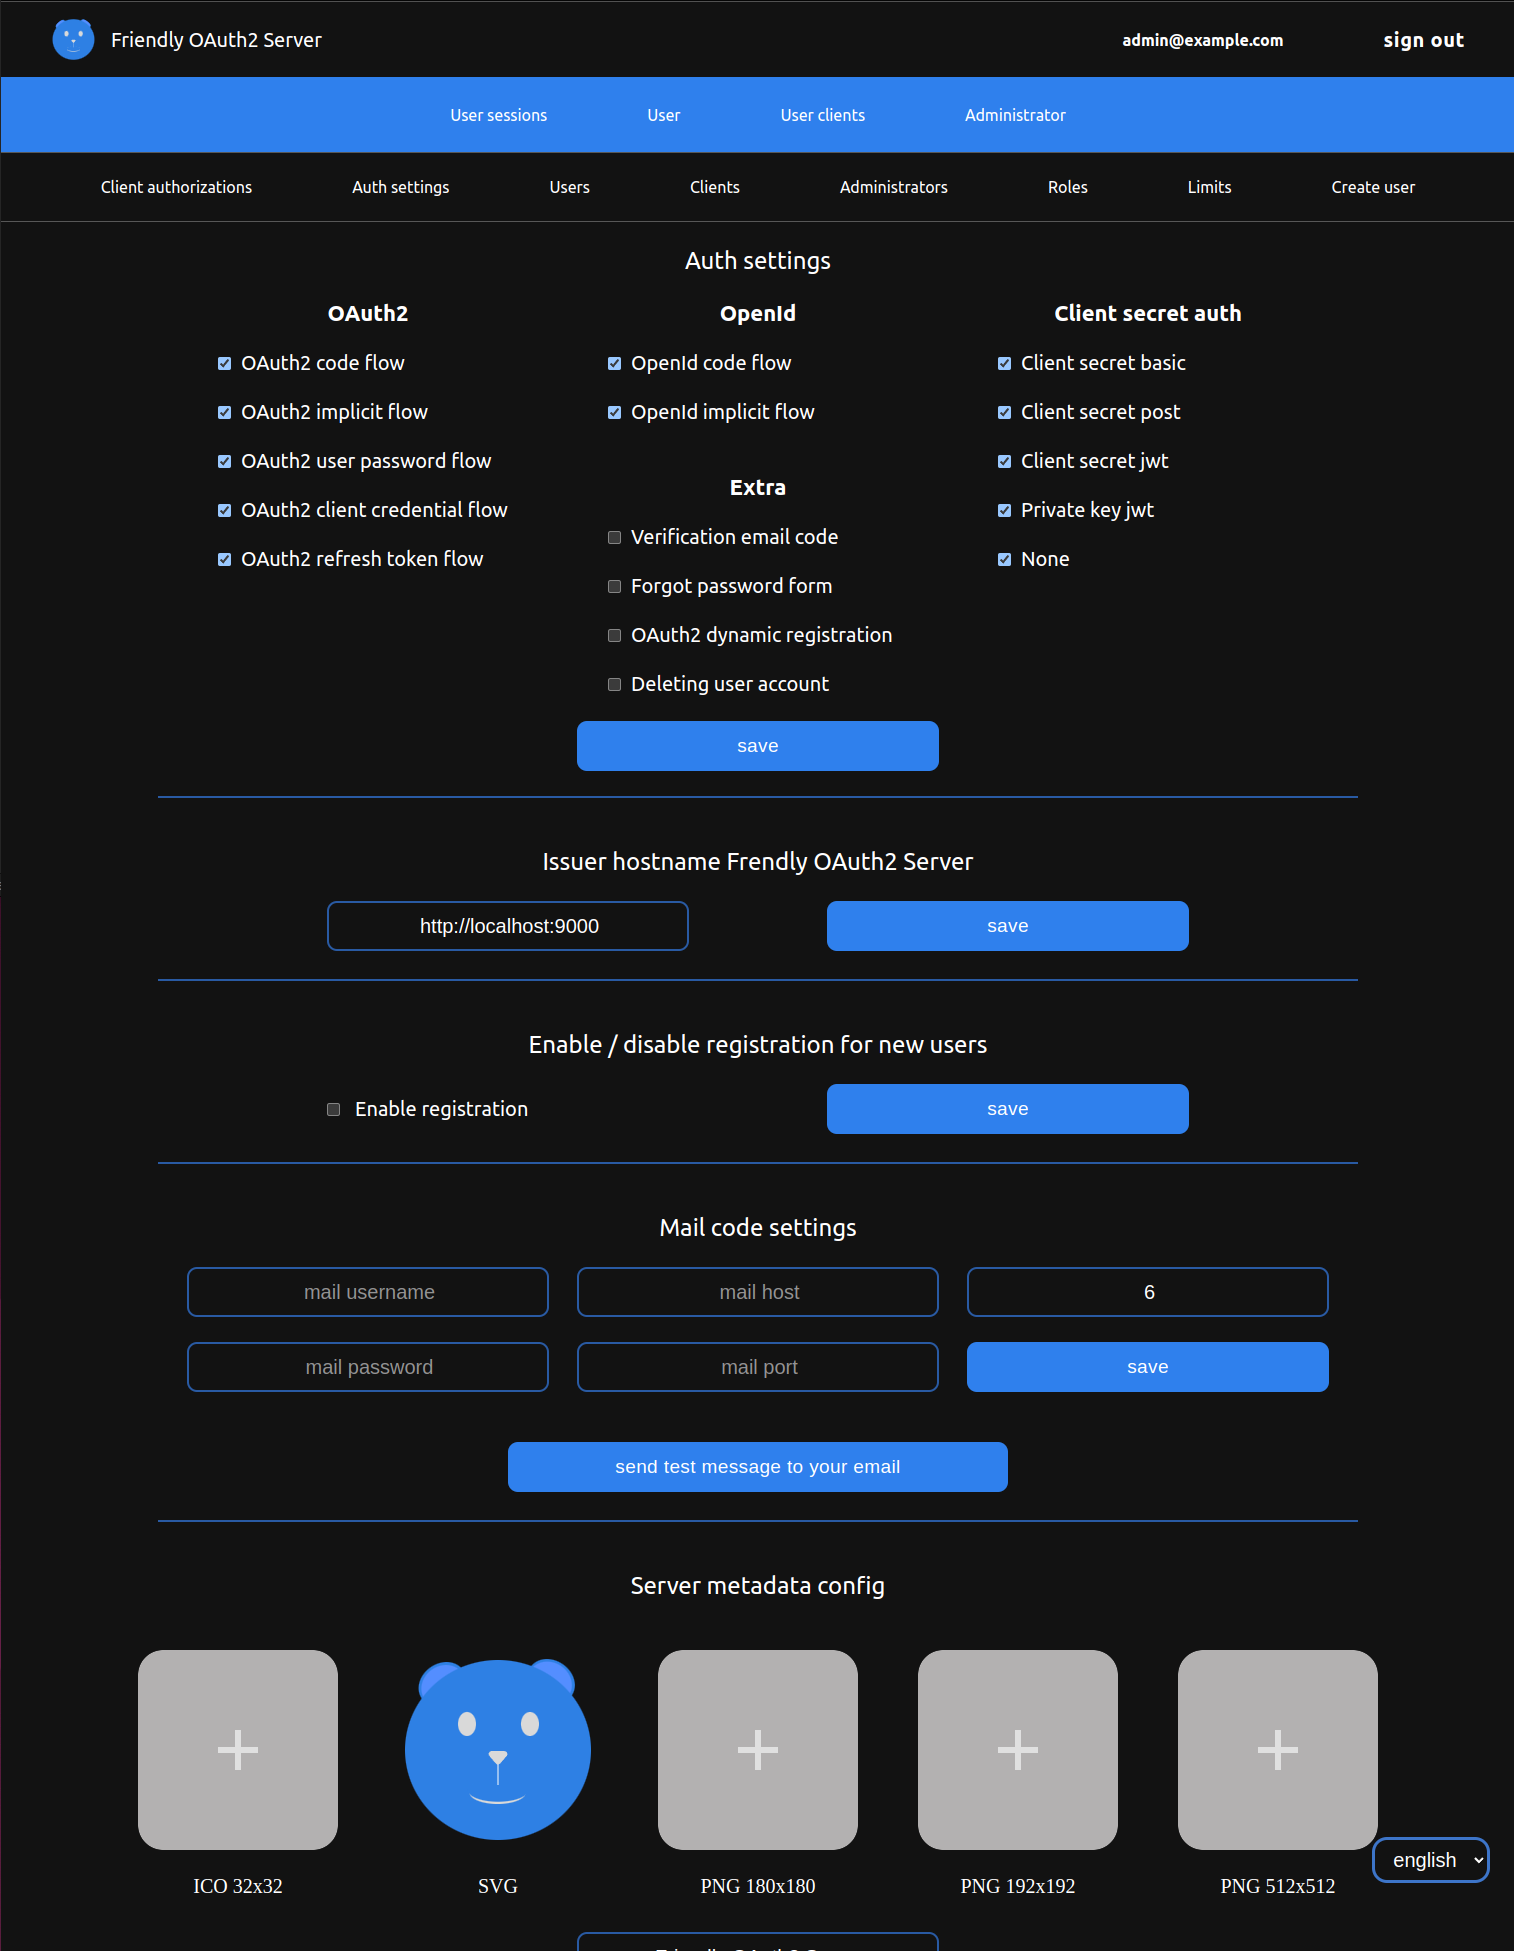 Friendly OAuth2 Server
admin@example.com
sign out
User sessions
User
User clients
Administrator
Client authorizations
Auth settings
Users
Clients
Administrators
Roles
Limits
Create user
Auth settings
OAuth2
OAuth2 code flow
OAuth2 implicit flow
OAuth2 user password flow
OAuth2 client credential flow
OAuth2 refresh token flow
OpenId
OpenId code flow
OpenId implicit flow
Extra
Verification email code
Forgot password form
OAuth2 dynamic registration
Deleting user account
Client secret auth
Client secret basic
Client secret post
Client secret jwt
Private key jwt
None
save
Issuer hostname Frendly OAuth2 Server
http://localhost:9000
save
Enable / disable registration for new users
Enable registration
save
Mail code settings
mail username
mail host
6
mail password
mail port
save
send test message to your email
Server metadata config
ICO 32x32
SVG
PNG 180x180
PNG 192x192
PNG 512x512
english